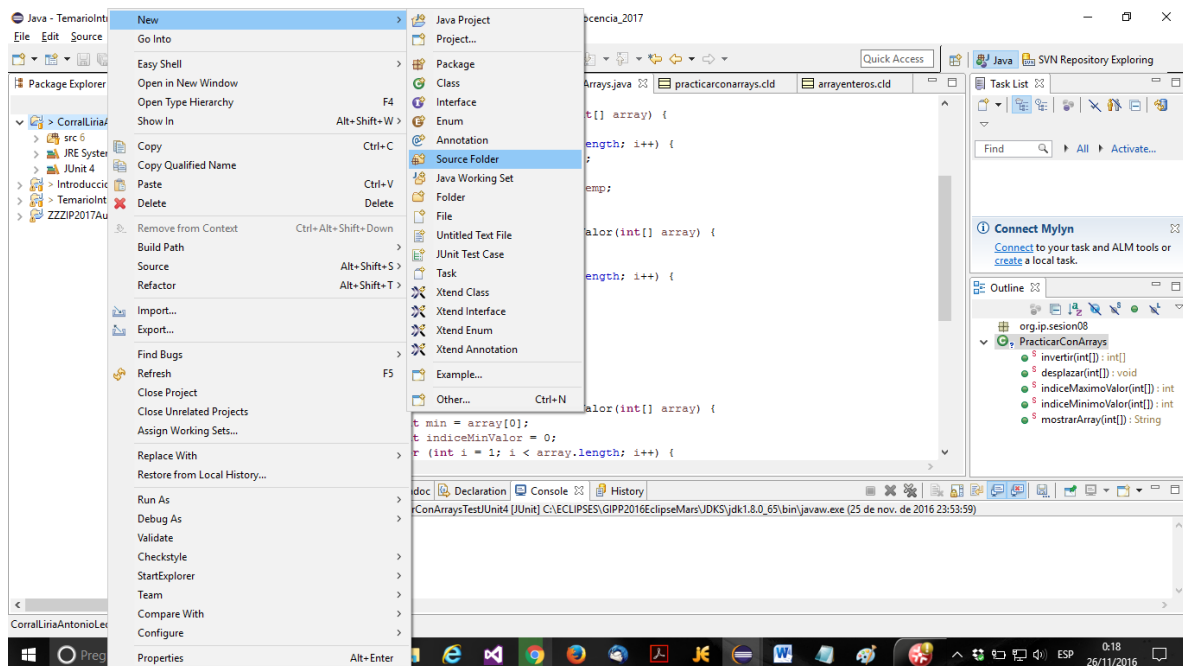 Java - TemarioIntr
ocencia_2017
File Edit Source
Quick Access
Java
SVN Repository Exploring
Package Explorer
> CorralLiriaA
src 6
JRE System
JUnit 4
> Introducció
> TemarioInt
ZZZIP2017Au
New
Go Into
Easy Shell
Open in New Window
Open Type Hierarchy F4
Show In Alt+Shift+W
Copy Ctrl+C
Copy Qualified Name
Paste Ctrl+V
Delete Delete
Remove from Context Ctrl+Alt+Shift+Down
Build Path
Source Alt+Shift+S
Refactor Alt+Shift+T
Import...
Export...
Find Bugs
Refresh F5
Close Project
Close Unrelated Projects
Assign Working Sets...
Replace With
Restore from Local History...
Run As
Debug As
Validate
Checkstyle
StartExplorer
Team
Compare With
Configure
Properties Alt+Enter
Java Project
Project...
Package
Class
Interface
Enum
Annotation
Source Folder
Java Working Set
Folder
File
Untitled Text File
JUnit Test Case
Task
Xtend Class
Xtend Interface
Xtend Enum
Xtend Annotation
Example...
Other... Ctrl+N
Arrays.java
practicarconarrays.cld
arrayenteros.cld
t[] array) {
ength; i++) {
;
emp;
alor(int[] array) {
ength; i++) {
alor(int[] array) {
t min = array[0];
t indiceMinValor = 0;
r (int i = 1; i < array.length; i++) {
Task List
Find
All
Activate...
Connect Mylyn
Connect to your task and ALM tools or
create a local task.
Outline
org.ip.sesion08
PracticarConArrays
invertir(int[]) : int[]
desplazar(int[]) : void
indiceMaximoValor(int[]) : int
indiceMinimoValor(int[]) : int
mostrarArray(int[]) : String
doc
Declaration
Console
History
rConArraysTestJUnit4 [JUnit] C:\ECLIPSES\GIPP2016EclipseMars\JDKS\jdk1.8.0_65\bin\javaw.exe (25 de nov. de 2016 23:53:59)
CorralLiriaAntonioLeo
Preg
ESP
0:18
26/11/2016